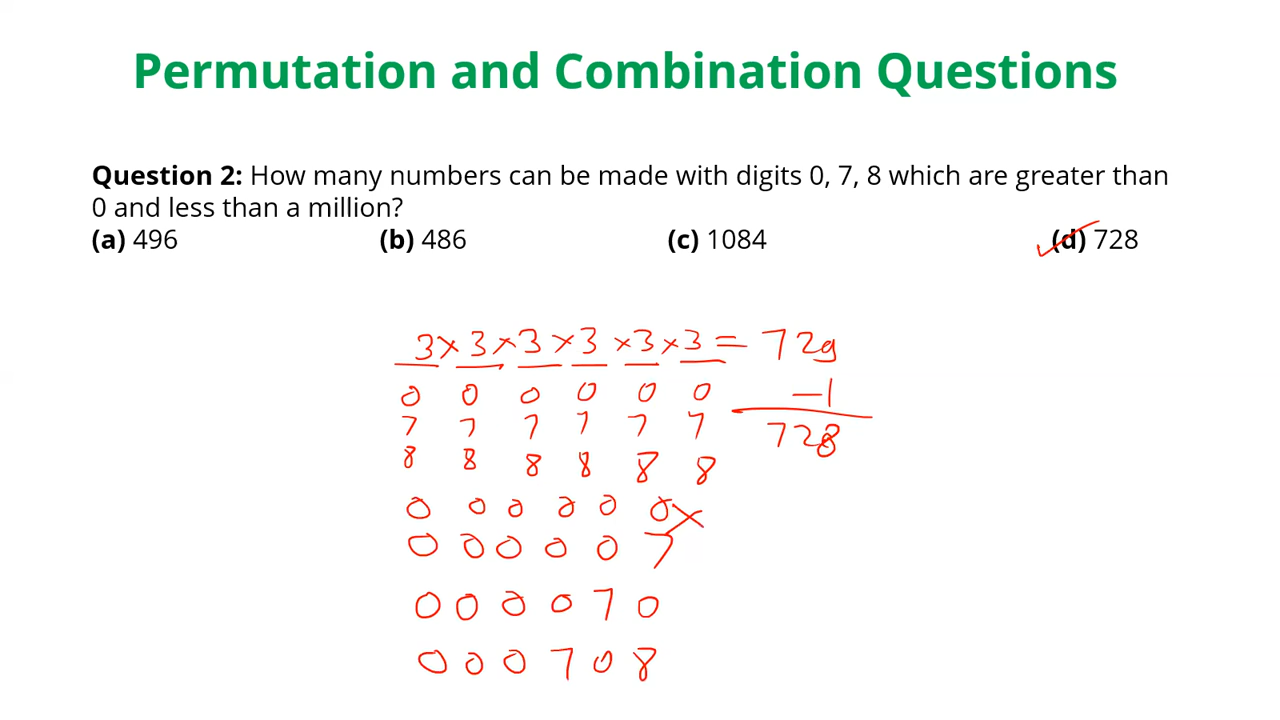 Permutation and Combination Questions
Question 2: How many numbers can be made with digits 0, 7, 8 which are greater than
0 and less than a million?
(a) 496 (b) 486 (c) 1084 (d) 728
3 × 3 × 3 × 3 × 3 × 3 = 729
0 0 0 0 0 0 –1
7 7 7 7 7 7 728
8 8 8 8 8 8
0 0 0 0 0 0 ×
0 0 0 0 0 7
0 0 0 0 7 0
0 0 0 7 0 8